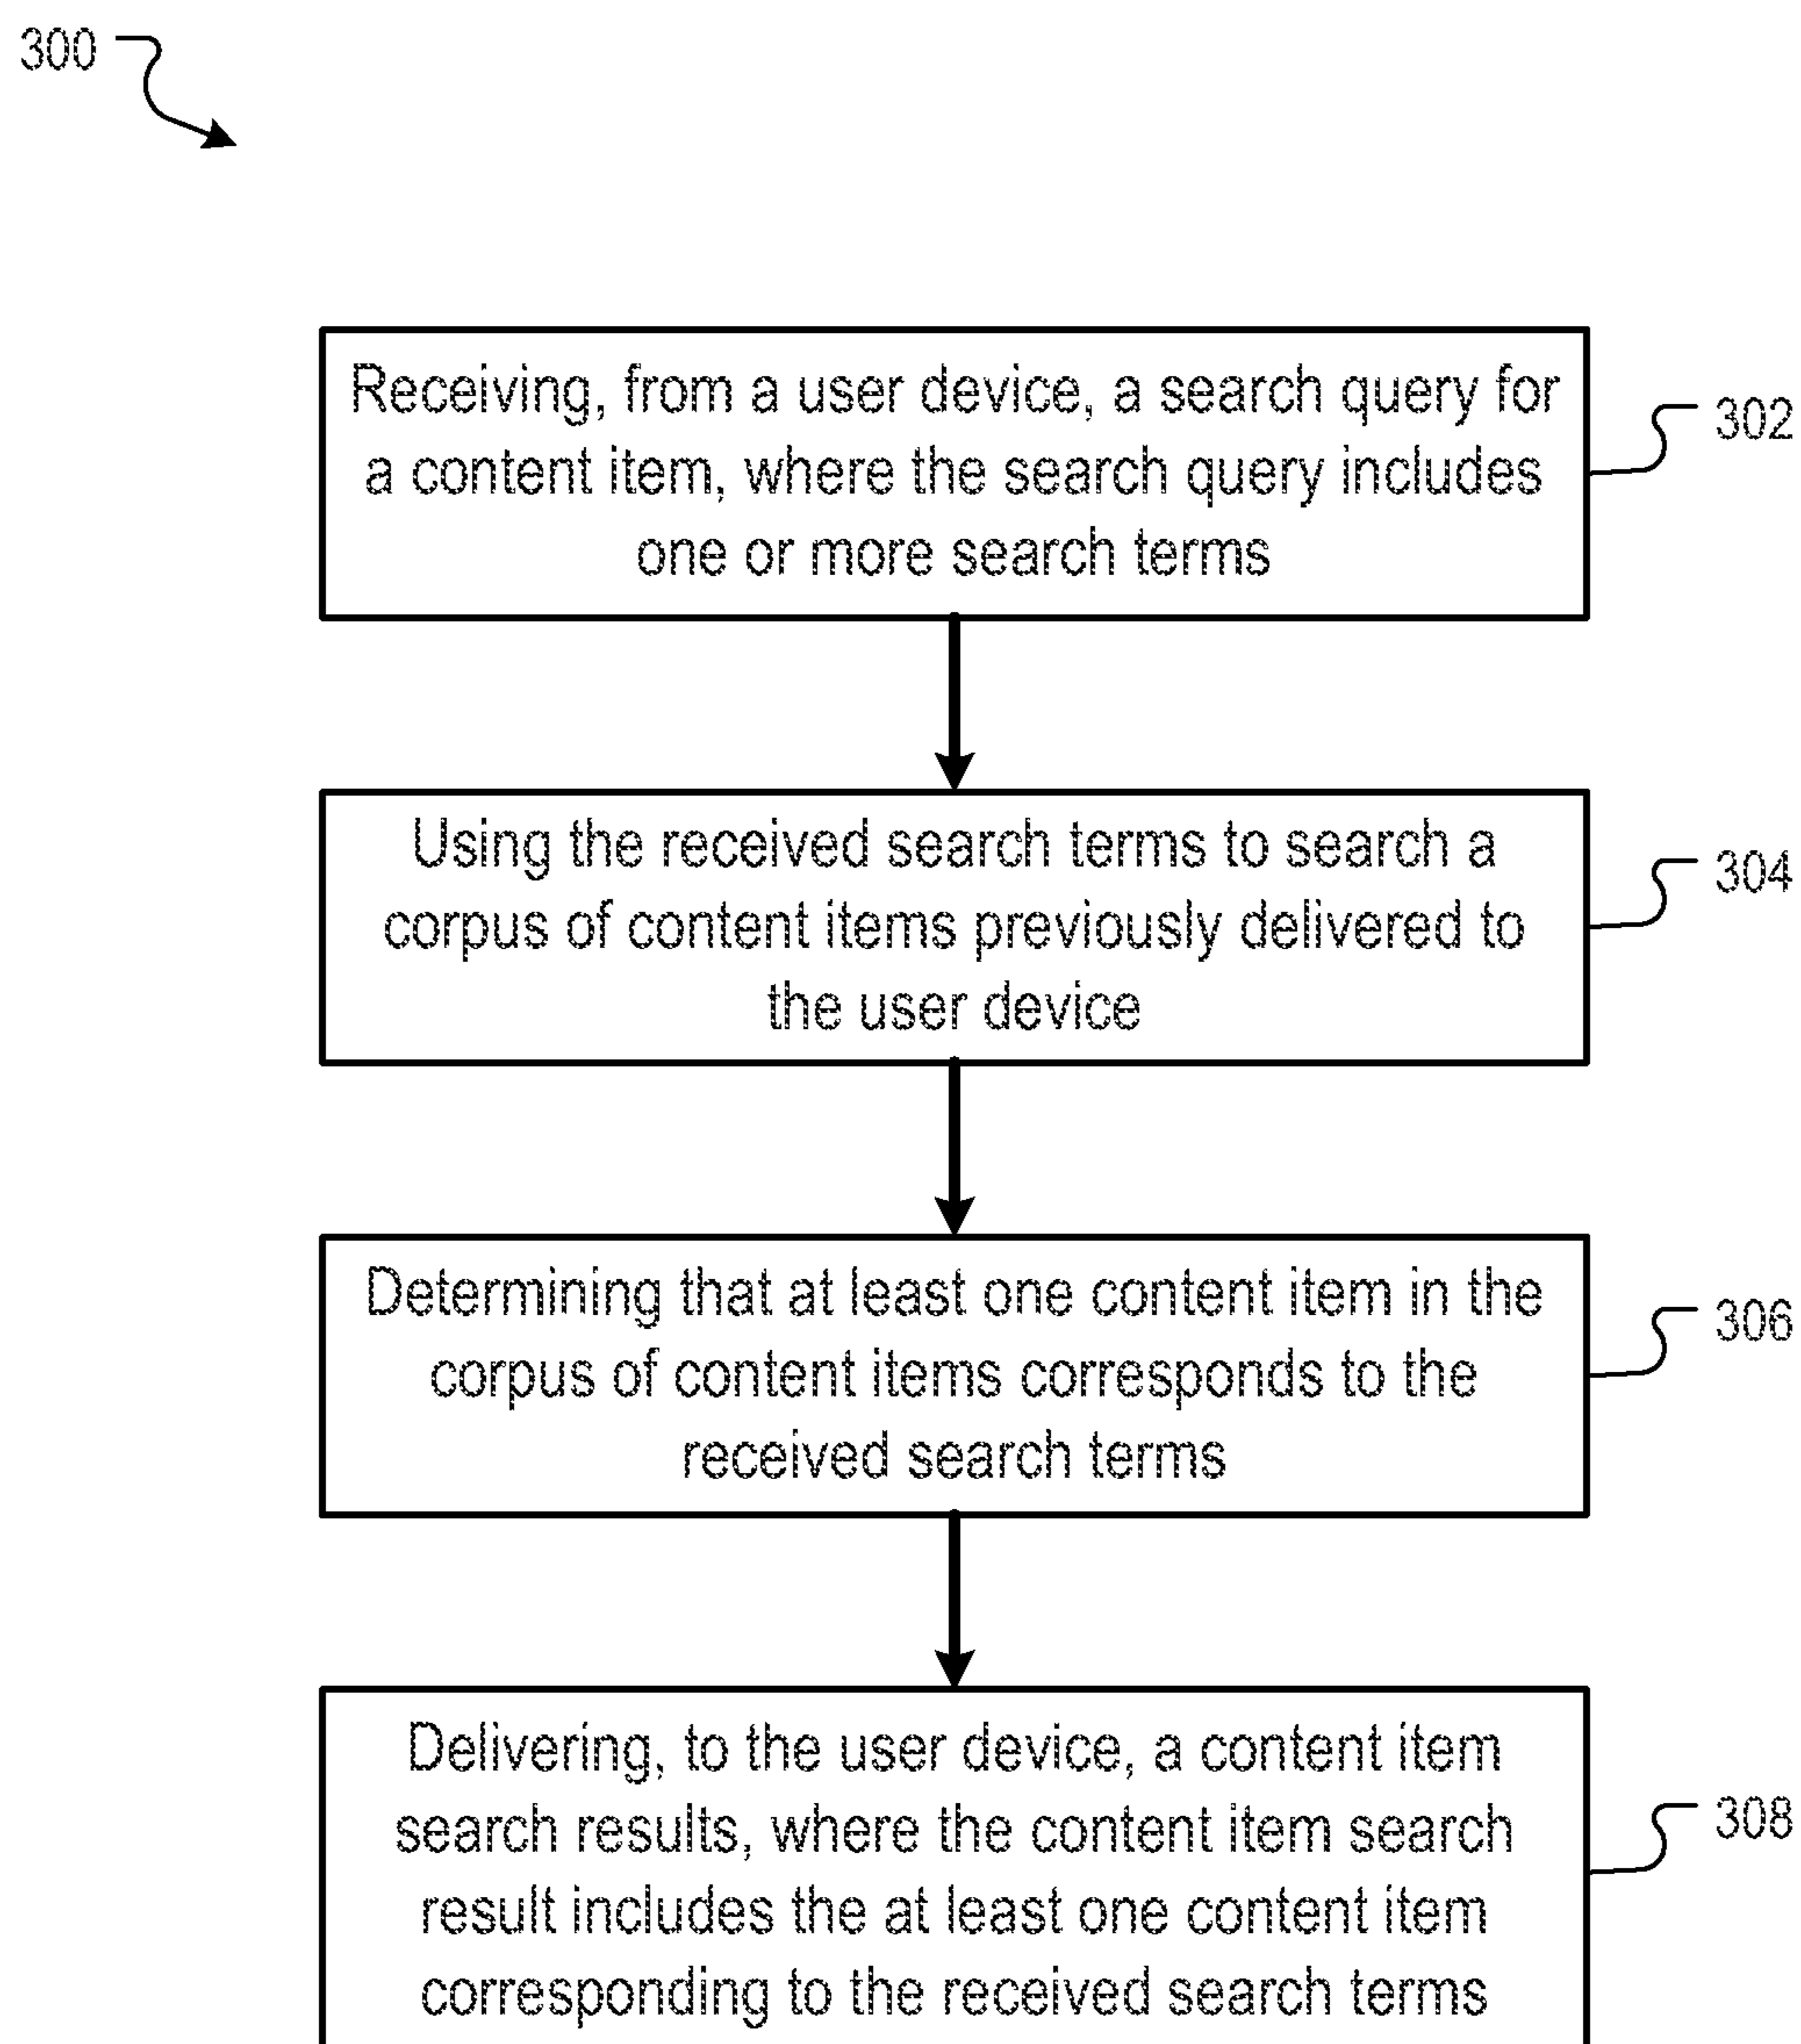 300
Receiving, from a user device, a search query for
a content item, where the search query includes
one or more search terms
302
Using the received search terms to search a
corpus of content items previously delivered to
the user device
304
Determining that at least one content item in the
corpus of content items corresponds to the
received search terms
306
Delivering, to the user device, a content item
search results, where the content item search
result includes the at least one content item
corresponding to the received search terms
308